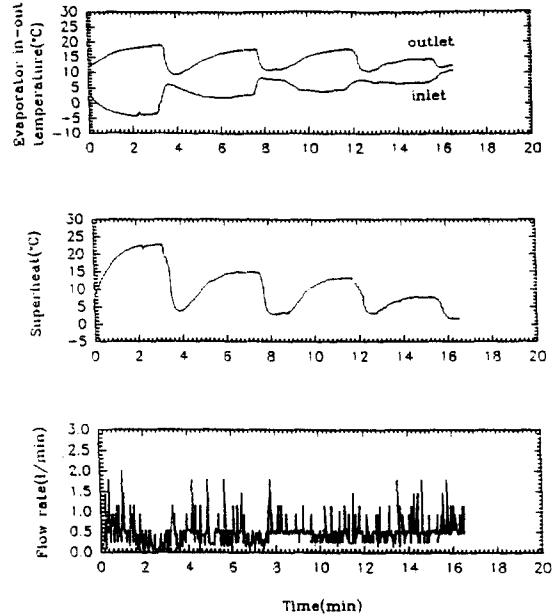 Evaporator in-out
temperature(°C)
30
25
20
15
10
5
0
-5
-10
outlet
inlet
0 2 4 6 8 10 12 14 16 18 20
Superheat(°C)
30
25
20
15
10
5
0
-5
0 2 4 6 8 10 12 14 16 18 20
Flow rate(l/min)
3.0
2.5
2.0
1.5
1.0
0.5
0.0
0 2 4 6 8 10 12 14 16 18 20
Time(min)